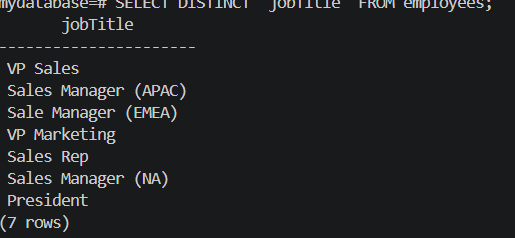 mydatabase=# SELECT DISTINCT "jobTitle" FROM employees;
jobTitle
----------------------
VP Sales
Sales Manager (APAC)
Sale Manager (EMEA)
VP Marketing
Sales Rep
Sales Manager (NA)
President
(7 rows)